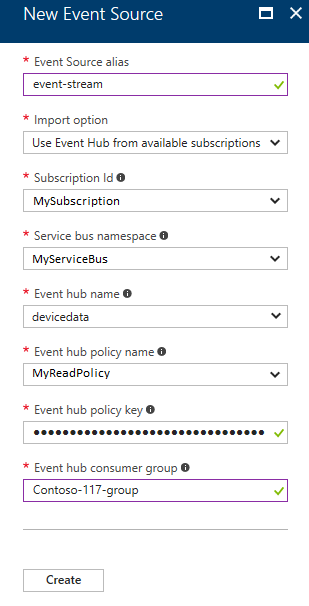 New Event Source
* Event Source alias
event-stream
* Import option
Use Event Hub from available subscriptions
* Subscription Id
MySubscription
* Service bus namespace
MyServiceBus
* Event hub name
devicedata
* Event hub policy name
MyReadPolicy
* Event hub policy key
••••••••••••••••••••••••••••••••
* Event hub consumer group
Contoso-117-group
Create